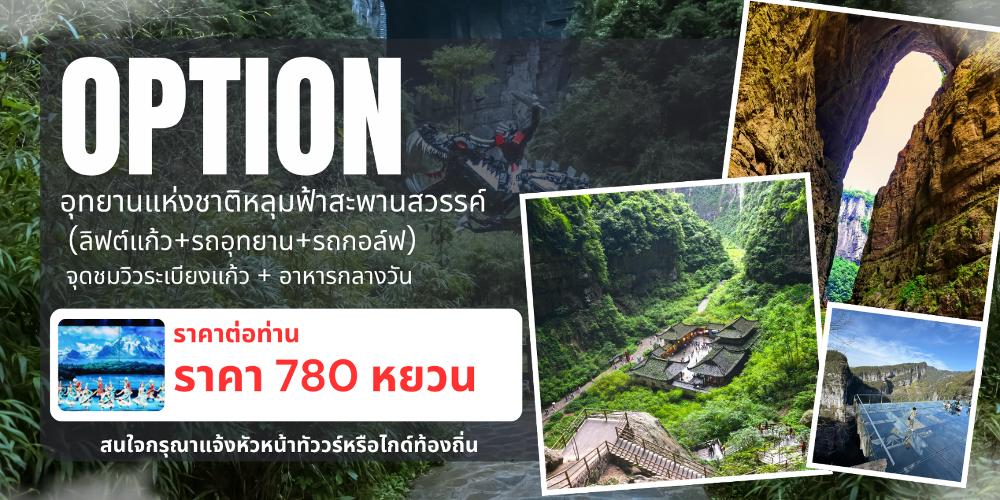 OPTION
อุทยานแห่งชาติหลุมฟ้าสะพานสวรรค์
(ลิฟต์แก้ว+รถอุทยาน+รถกอล์ฟ)
จุดชมวิวระเบียงแก้ว + อาหารกลางวัน
ราคาต่อท่าน
ราคา 780 หยวน
สนใจกรุณาแจ้งหัวหน้าทัววร์หรือไกด์ท้องถิ่น